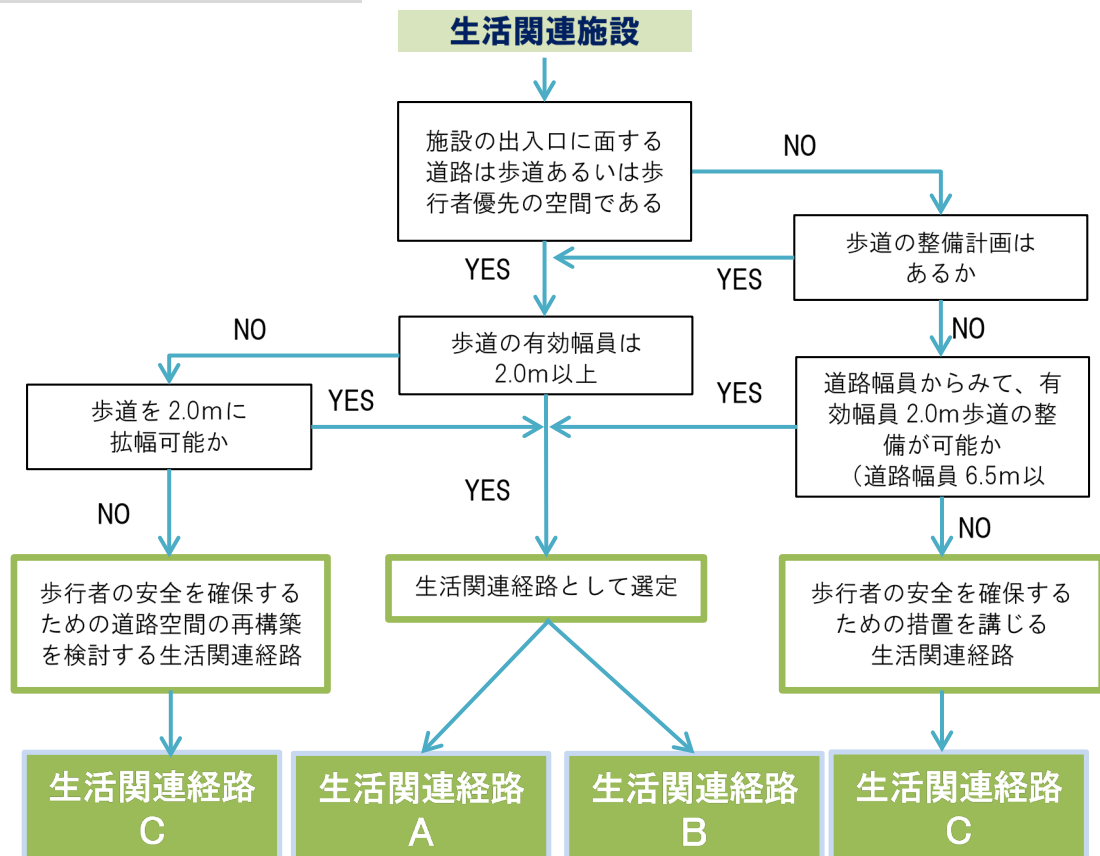 生活関連施設
施設の出入口に面する
道路は歩道あるいは歩
行者優先の空間である
NO
歩道の整備計画は
あるか
YES
YES
NO
NO
歩道の有効幅員は
2.0m以上
道路幅員からみて、有
効幅員 2.0m歩道の整
備が可能か
（道路幅員 6.5m以
歩道を 2.0mに
拡幅可能か
YES
YES
YES
NO
NO
歩行者の安全を確保する
ための道路空間の再構築
を検討する生活関連経路
生活関連経路として選定
歩行者の安全を確保する
ための措置を講じる
生活関連経路
生活関連経路
C
生活関連経路
A
生活関連経路
B
生活関連経路
C